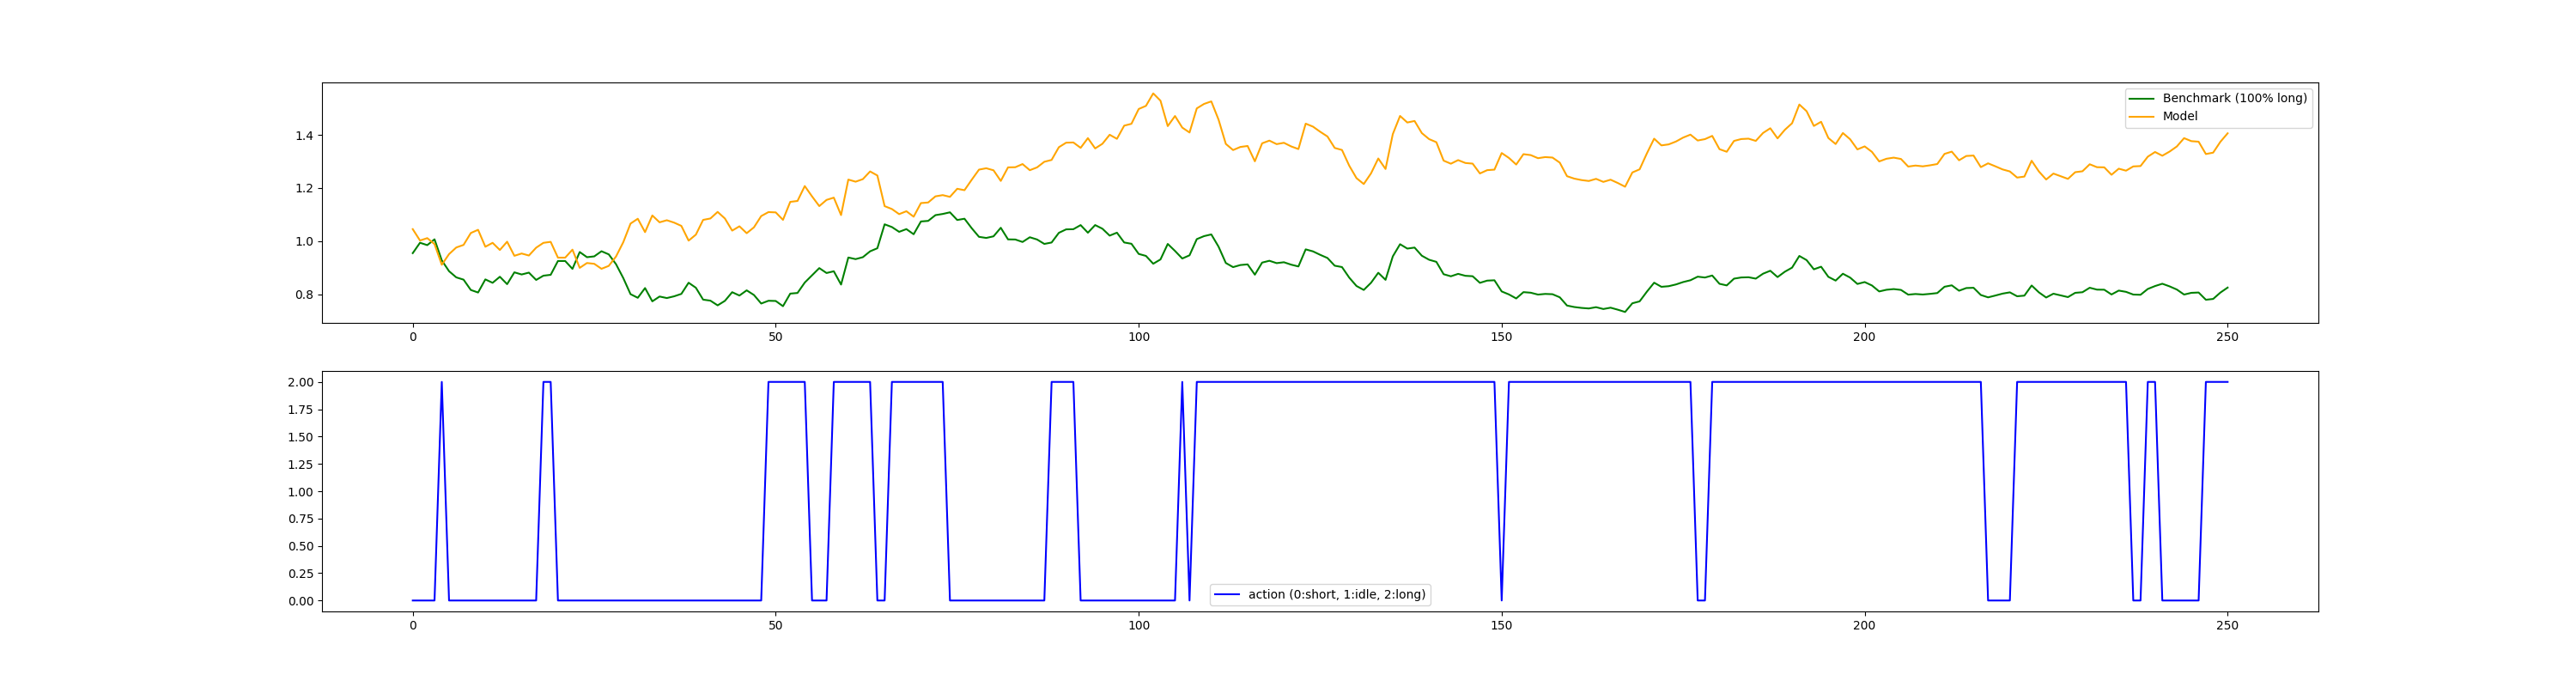 Benchmark (100% long)
Model
1.4
1.2
1.0
0.8
0 50 100 150 200 250
2.00
1.75
1.50
1.25
1.00
0.75
0.50
0.25
0.00
action (0:short, 1:idle, 2:long)
0 50 100 150 200 250